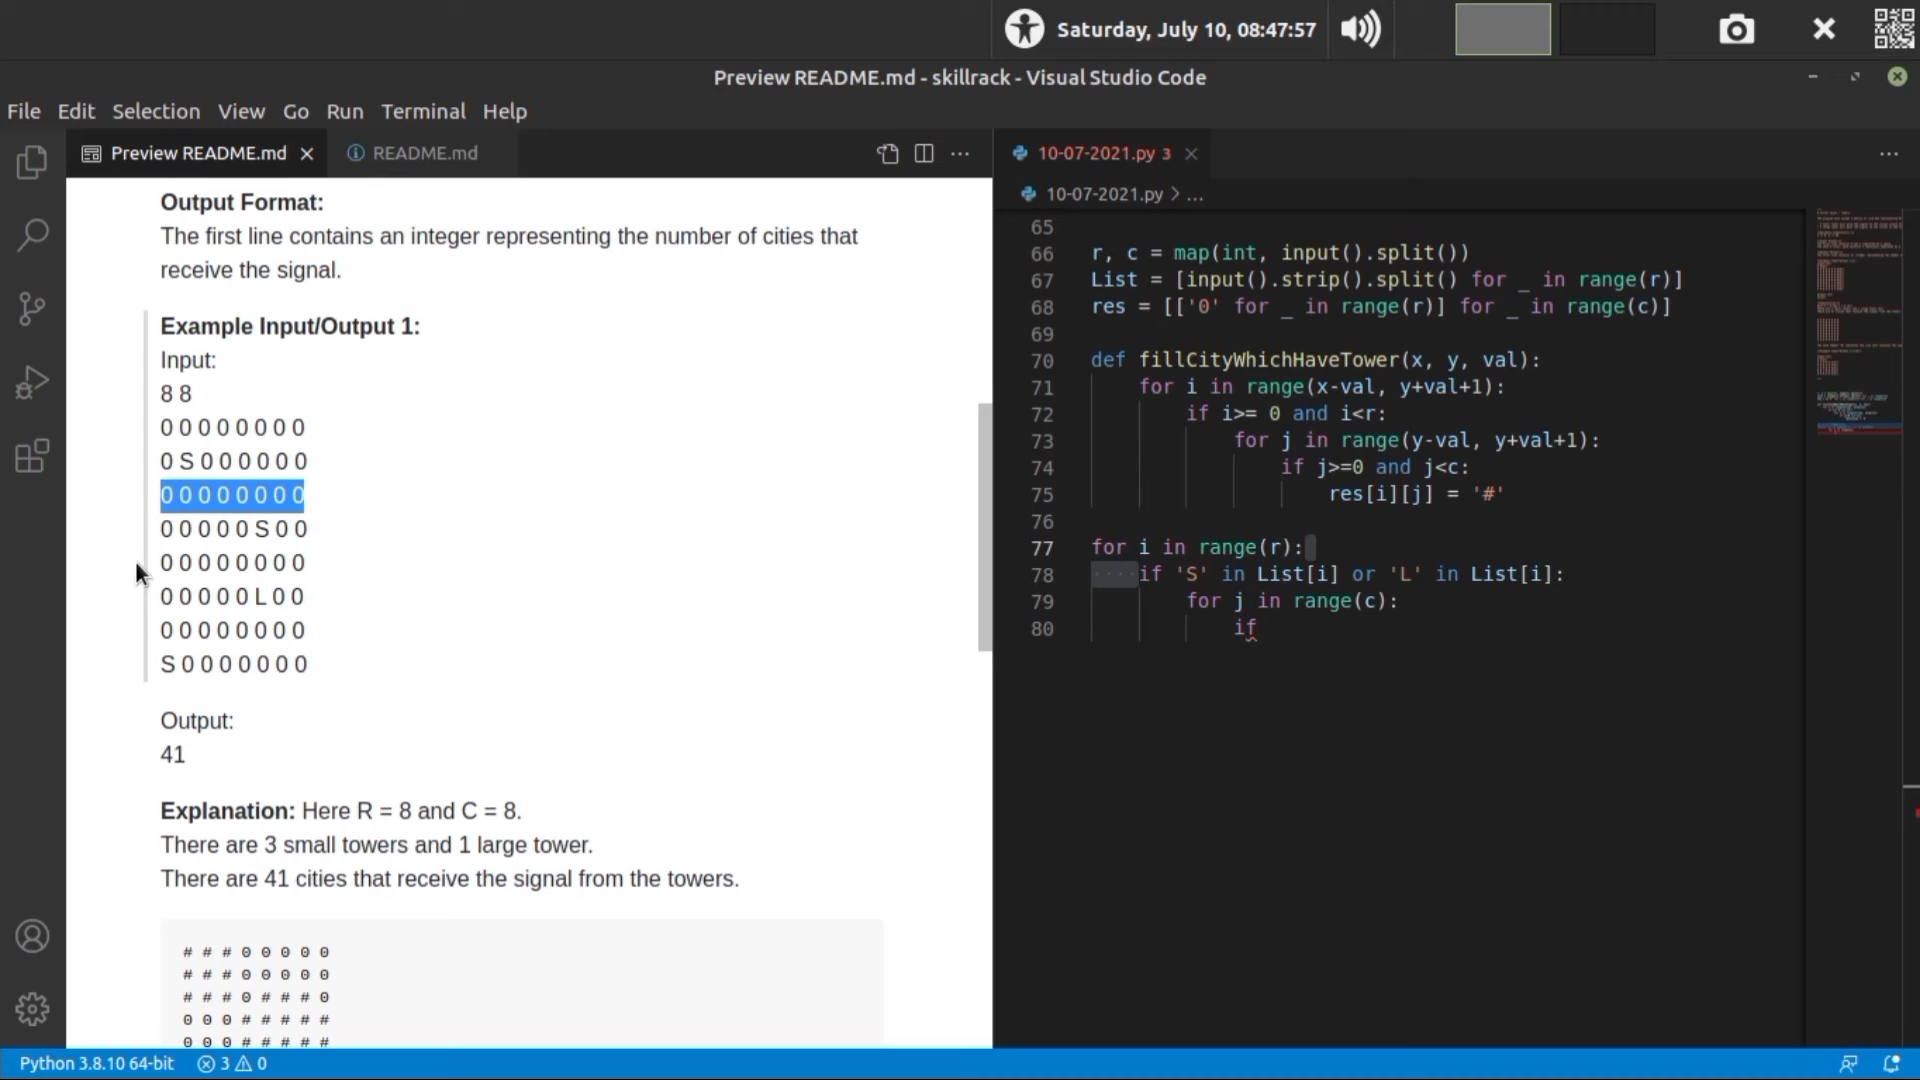 Saturday, July 10, 08:47:57
Preview README.md - skillrack - Visual Studio Code
File Edit Selection View Go Run Terminal Help
Preview README.md
README.md
Output Format:
The first line contains an integer representing the number of cities that
receive the signal.
Example Input/Output 1:
Input:
8 8
0 0 0 0 0 0 0 0
0 S 0 0 0 0 0 0
0 0 0 0 0 0 0 0
0 0 0 0 0 S 0 0
0 0 0 0 0 0 0 0
0 0 0 0 0 L 0 0
0 0 0 0 0 0 0 0
S 0 0 0 0 0 0 0
Output:
41
Explanation: Here R = 8 and C = 8.
There are 3 small towers and 1 large tower.
There are 41 cities that receive the signal from the towers.
# # # 0 0 0 0 0
# # # 0 0 0 0 0
# # # 0 # # # 0
0 0 0 # # # # #
0 0 0 # # # # #
10-07-2021.py 3
10-07-2021.py > ...
65
66 r, c = map(int, input().split())
67 List = [input().strip().split() for _ in range(r)]
68 res = [['0' for _ in range(r)] for _ in range(c)]
69
70 def fillCityWhichHaveTower(x, y, val):
71 for i in range(x-val, y+val+1):
72 if i>= 0 and i<r:
73 for j in range(y-val, y+val+1):
74 if j>=0 and j<c:
75 res[i][j] = '#'
76
77 for i in range(r):
78 ····if 'S' in List[i] or 'L' in List[i]:
79 for j in range(c):
80 if
Python 3.8.10 64-bit 3 0